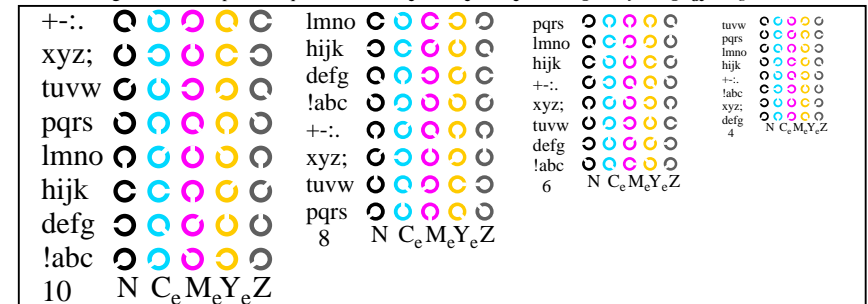 +-:.
xyz;
tuvw
pqrs
lmno
hijk
defg
!abc
10 N CeMeYeZ
lmno
hijk
defg
!abc
+-:.
xyz;
tuvw
pqrs
8 N CeMeYeZ
pqrs
lmno
hijk
+-:.
xyz;
tuvw
defg
!abc
6 N CeMeYeZ
tuvw
pqrs
lmno
hijk
+-:.
!abc
xyz;
defg
4 N CeMeYeZ